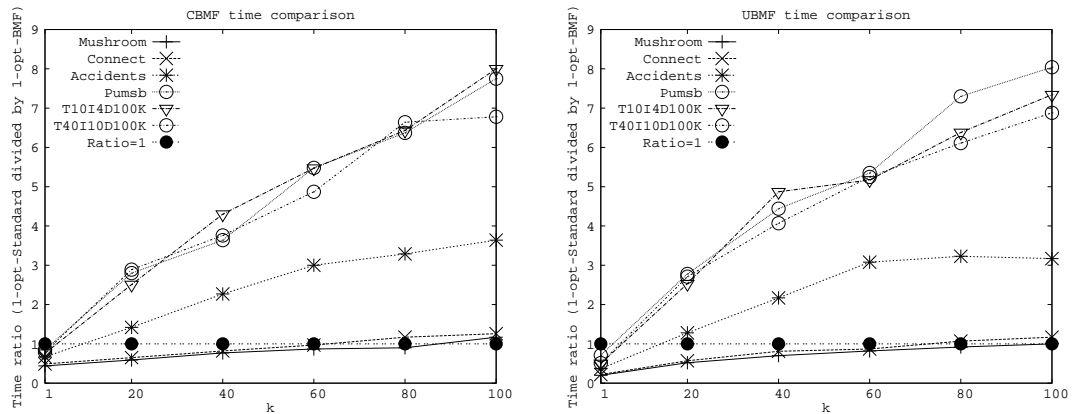 CBMF time comparison
Time ratio (1-opt-Standard divided by 1-opt-BMF)
9
8
7
6
5
4
3
2
1
0
Mushroom
Connect
Accidents
Pumsb
T10I4D100K
T40I10D100K
Ratio=1
1 20 40 60 80 100
k
UBMF time comparison
Time ratio (1-opt-Standard divided by 1-opt-BMF)
9
8
7
6
5
4
3
2
1
0
Mushroom
Connect
Accidents
Pumsb
T10I4D100K
T40I10D100K
Ratio=1
1 20 40 60 80 100
k